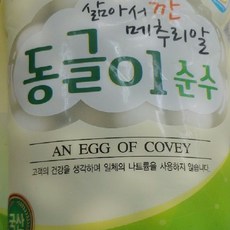 삶아서 깐
메추리알
동글이 순수
AN EGG OF COVEY
고객의 건강을 생각하여 일체의 나트륨을 사용하지 않습니다.
국산